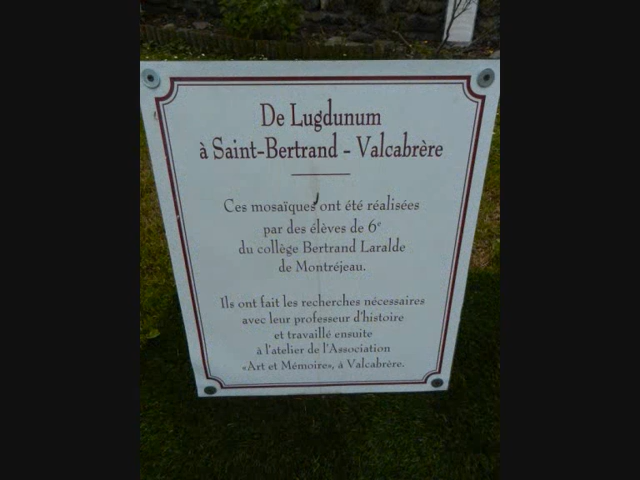 De Lugdunum
à Saint-Bertrand - Valcabrère
Ces mosaïques ont été réalisées
par des élèves de 6e
du collège Bertrand Laralde
de Montréjeau.
Ils ont fait les recherches nécessaires
avec leur professeur d'histoire
et travaillé ensuite
à l'atelier de l'Association
«Art et Mémoire», à Valcabrère.